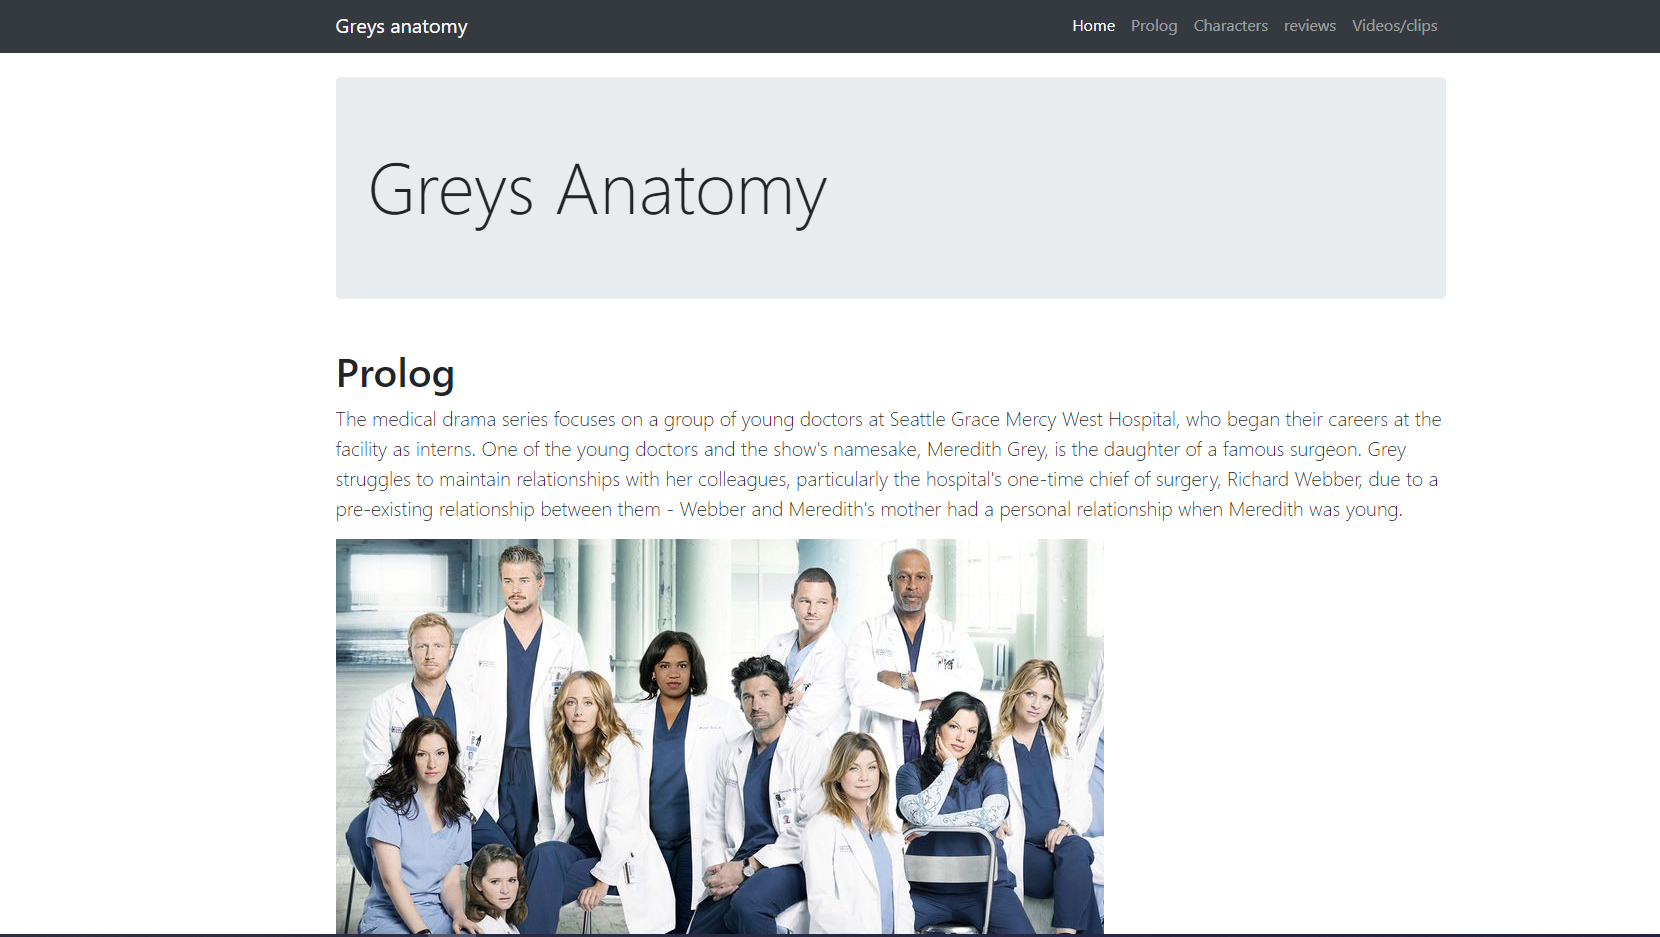 Greys anatomy
Home Prolog Characters reviews Videos/clips
Greys Anatomy
Prolog
The medical drama series focuses on a group of young doctors at Seattle Grace Mercy West Hospital, who began their careers at the
facility as interns. One of the young doctors and the show's namesake, Meredith Grey, is the daughter of a famous surgeon. Grey
struggles to maintain relationships with her colleagues, particularly the hospital's one-time chief of surgery, Richard Webber, due to a
pre-existing relationship between them - Webber and Meredith's mother had a personal relationship when Meredith was young.